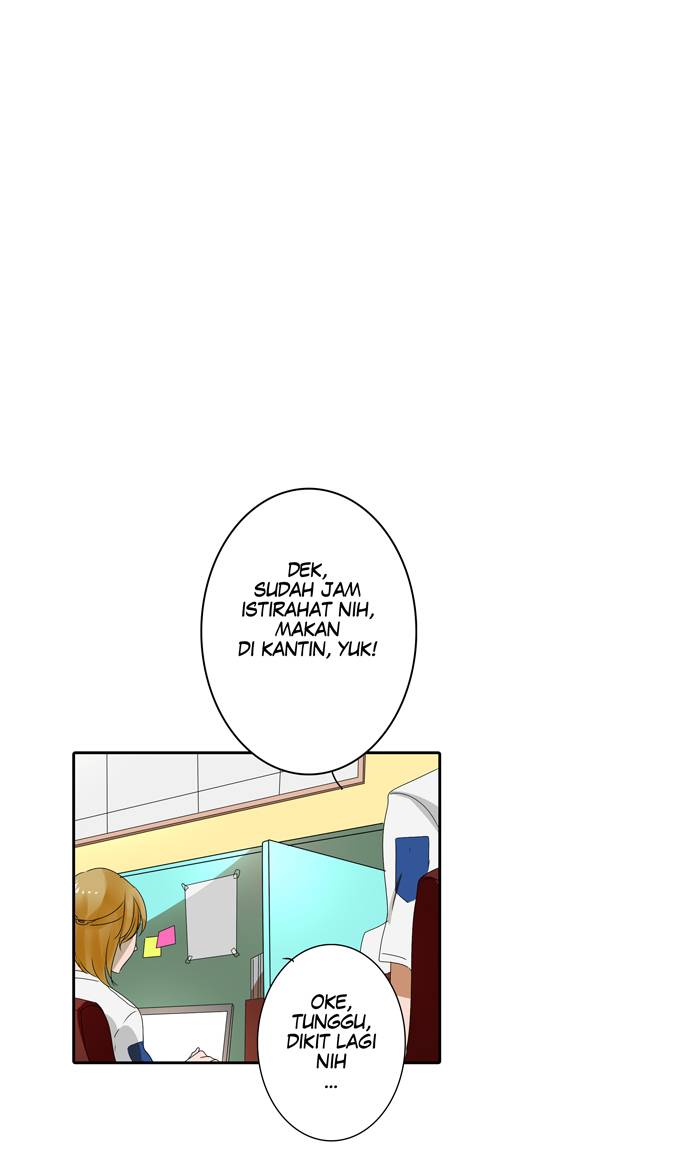 DEK,
SUDAH JAM
ISTIRAHAT NIH,
MAKAN
DI KANTIN, YUK!
OKE,
TUNGGU,
DIKIT LAGI
NIH
...